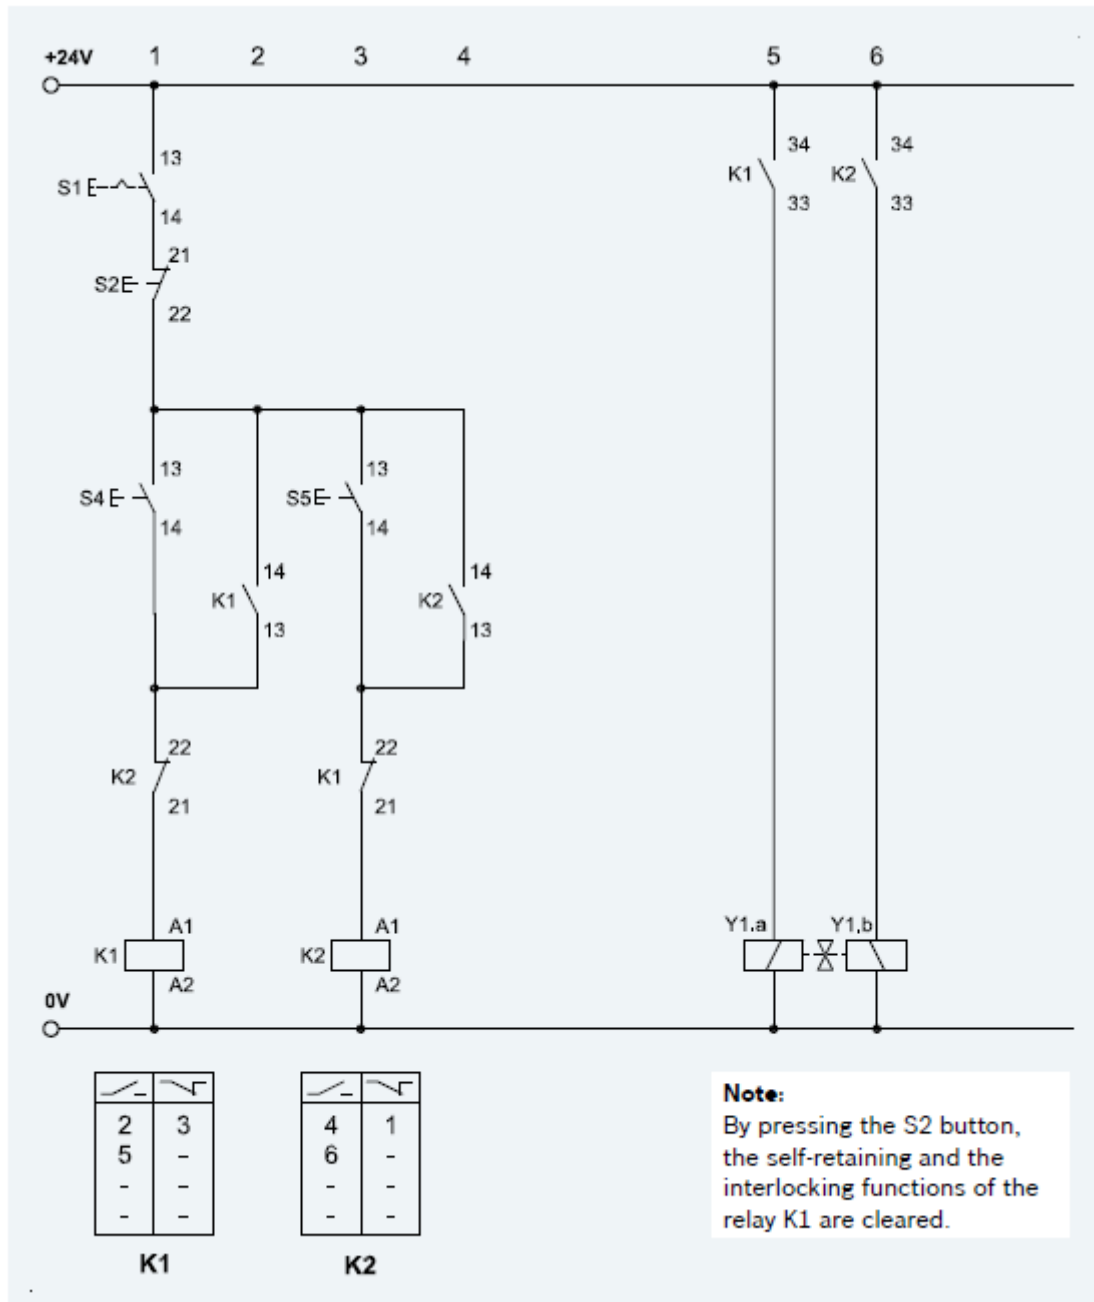 +24V 1 2 3 4 5 6
13 34 34
S1 K1 K2
14 33 33
21
S2
22
13 13
S4 S5
14 14
14 14
K1 K2
13 13
22 22
K2 K1
21 21
A1 A1 Y1.a Y1.b
K1 K2
A2 A2
0V
2 3 4 1
5 - 6 -
- - - -
- - - -
K1 K2
Note:
By pressing the S2 button,
the self-retaining and the
interlocking functions of the
relay K1 are cleared.